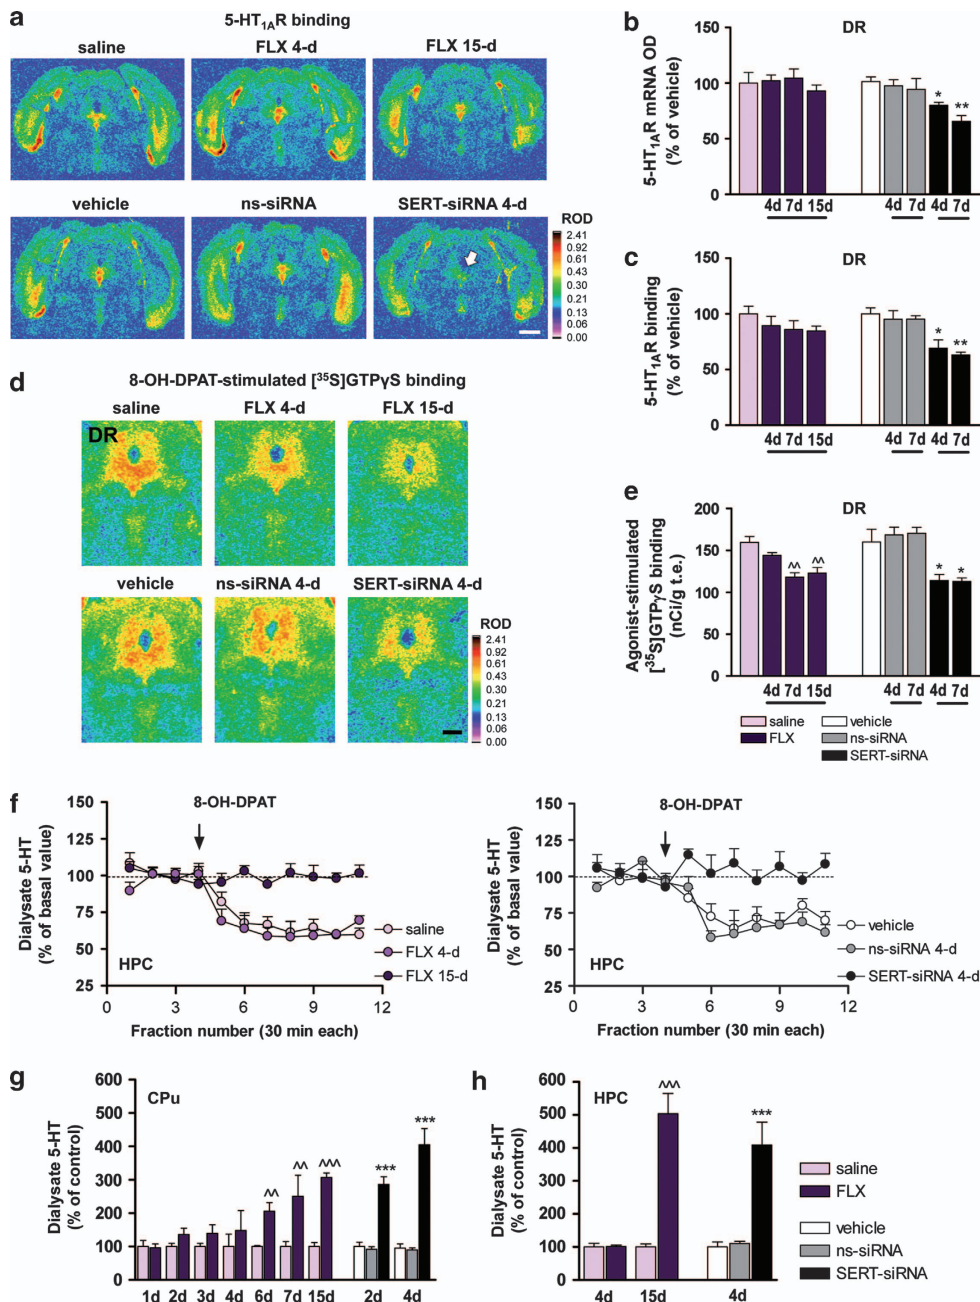 a
5-HT1AR binding
saline FLX 4-d FLX 15-d
vehicle ns-siRNA SERT-siRNA 4-d
ROD
2.41
0.92
0.61
0.43
0.30
0.21
0.13
0.06
0.00
b
DR
5-HT1AR mRNA OD
(% of vehicle)
150
100
50
0
* **
4d 7d 15d 4d 7d 4d 7d
c
DR
5-HT1AR binding
(% of vehicle)
150
100
50
0
* **
4d 7d 15d 4d 7d 4d 7d
d
8-OH-DPAT-stimulated [35S]GTPγS binding
saline FLX 4-d FLX 15-d
DR
vehicle ns-siRNA 4-d SERT-siRNA 4-d
ROD
2.41
0.92
0.61
0.43
0.30
0.21
0.13
0.06
0.00
e
DR
Agonist-stimulated
[35S]GTPγS binding
(nCi/g t.e.)
200
150
100
50
0
^^ ^^ * *
4d 7d 15d 4d 7d 4d 7d
saline vehicle
FLX ns-siRNA
SERT-siRNA
f
8-OH-DPAT
Dialysate 5-HT
(% of basal value)
150
125
100
75
50
25
HPC
saline
FLX 4-d
FLX 15-d
0 3 6 9 12
Fraction number (30 min each)
8-OH-DPAT
Dialysate 5-HT
(% of basal value)
150
125
100
75
50
25
HPC
vehicle
ns-siRNA 4-d
SERT-siRNA 4-d
0 3 6 9 12
Fraction number (30 min each)
g
CPu
Dialysate 5-HT
(% of control)
600
500
400
300
200
100
0
^^ ^^ ^^^ *** ***
1d 2d 3d 4d 6d 7d 15d 2d 4d
h
HPC
Dialysate 5-HT
(% of control)
600
500
400
300
200
100
0
^^^ ***
4d 15d 4d
saline
FLX
vehicle
ns-siRNA
SERT-siRNA